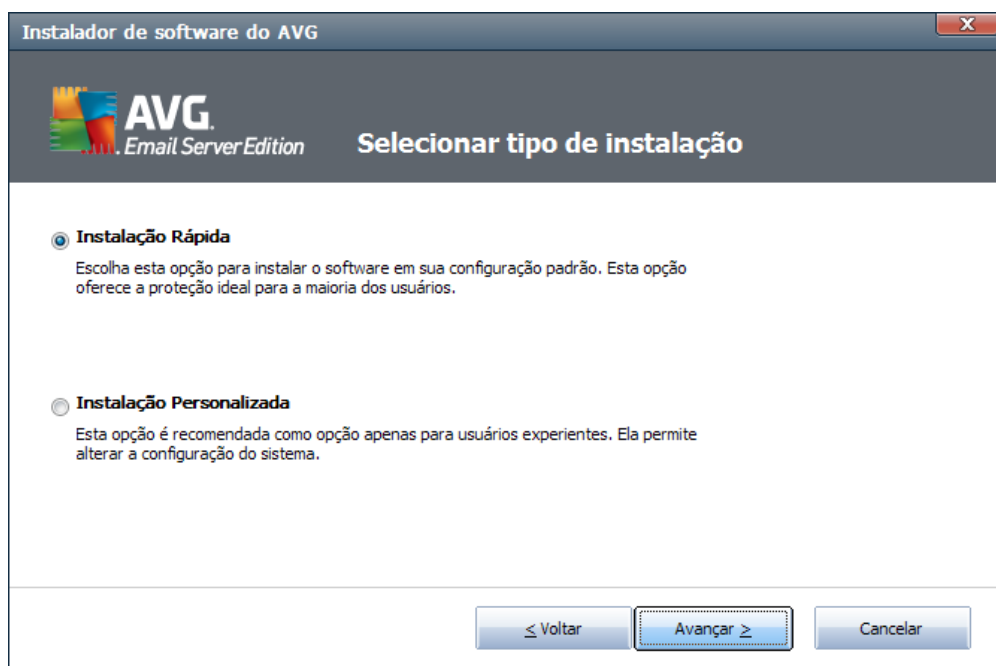 Instalador de software do AVG
X
AVG.
Email Server Edition
Selecionar tipo de instalação
Instalação Rápida
Escolha esta opção para instalar o software em sua configuração padrão. Esta opção
oferece a proteção ideal para a maioria dos usuários.
Instalação Personalizada
Esta opção é recomendada como opção apenas para usuários experientes. Ela permite
alterar a configuração do sistema.
< Voltar
Avançar >
Cancelar